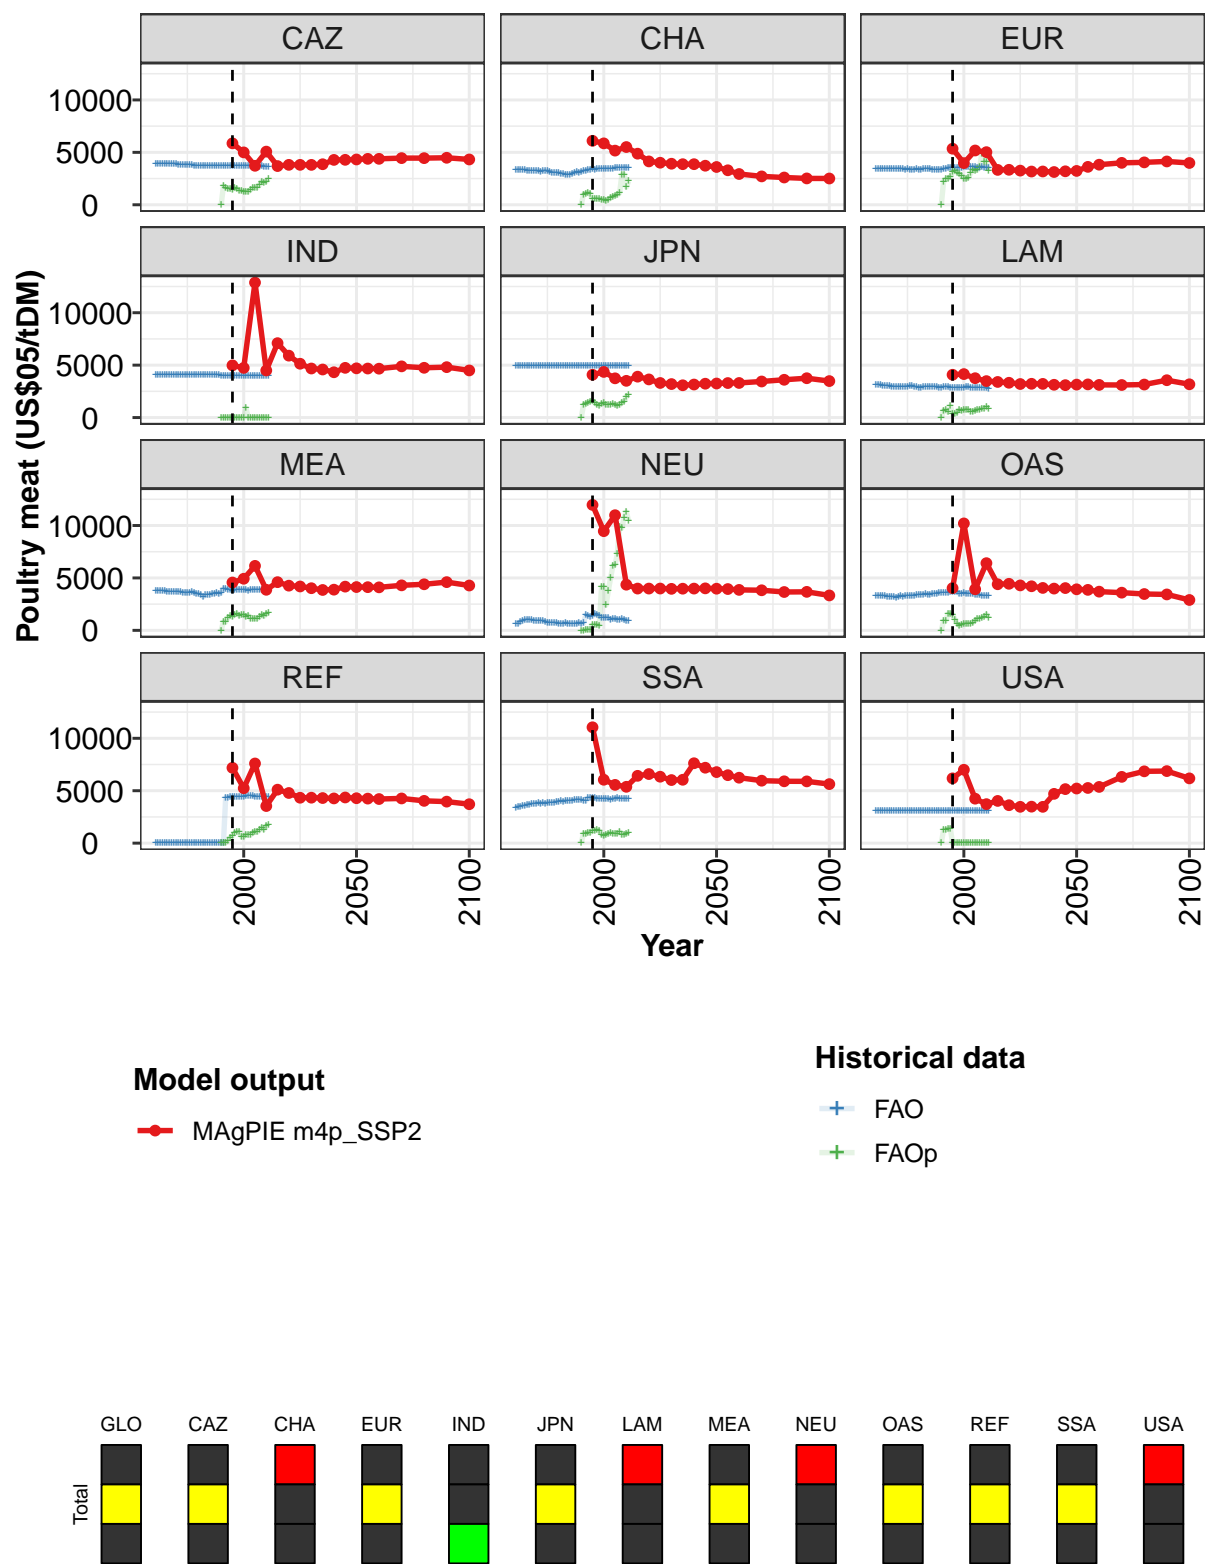 CAZ CHA EUR
10000
5000
0
IND JPN LAM
10000
5000
0
MEA NEU OAS
10000
5000
0
REF SSA USA
10000
5000
0
Poultry meat (US$05/tDM)
2000 2050 2100 2000 2050 2100 2000 2050 2100
Year
Model output
MAgPIE m4p_SSP2
Historical data
FAO
FAOp
GLO CAZ CHA EUR IND JPN LAM MEA NEU OAS REF SSA USA
Total